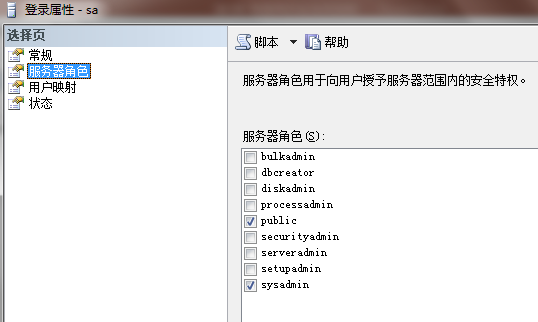 登录属性 - sa
选择页
常规
服务器角色
用户映射
状态
脚本 帮助
服务器角色用于向用户授予服务器范围内的安全特权。
服务器角色(S):
bulkadmin
dbcreator
diskadmin
processadmin
public
securityadmin
serveradmin
setupadmin
sysadmin